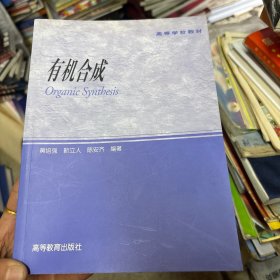 高等学校教材
有机合成
Organic Synthesis
黄培强 靳立人 陈安齐 编著
高等教育出版社